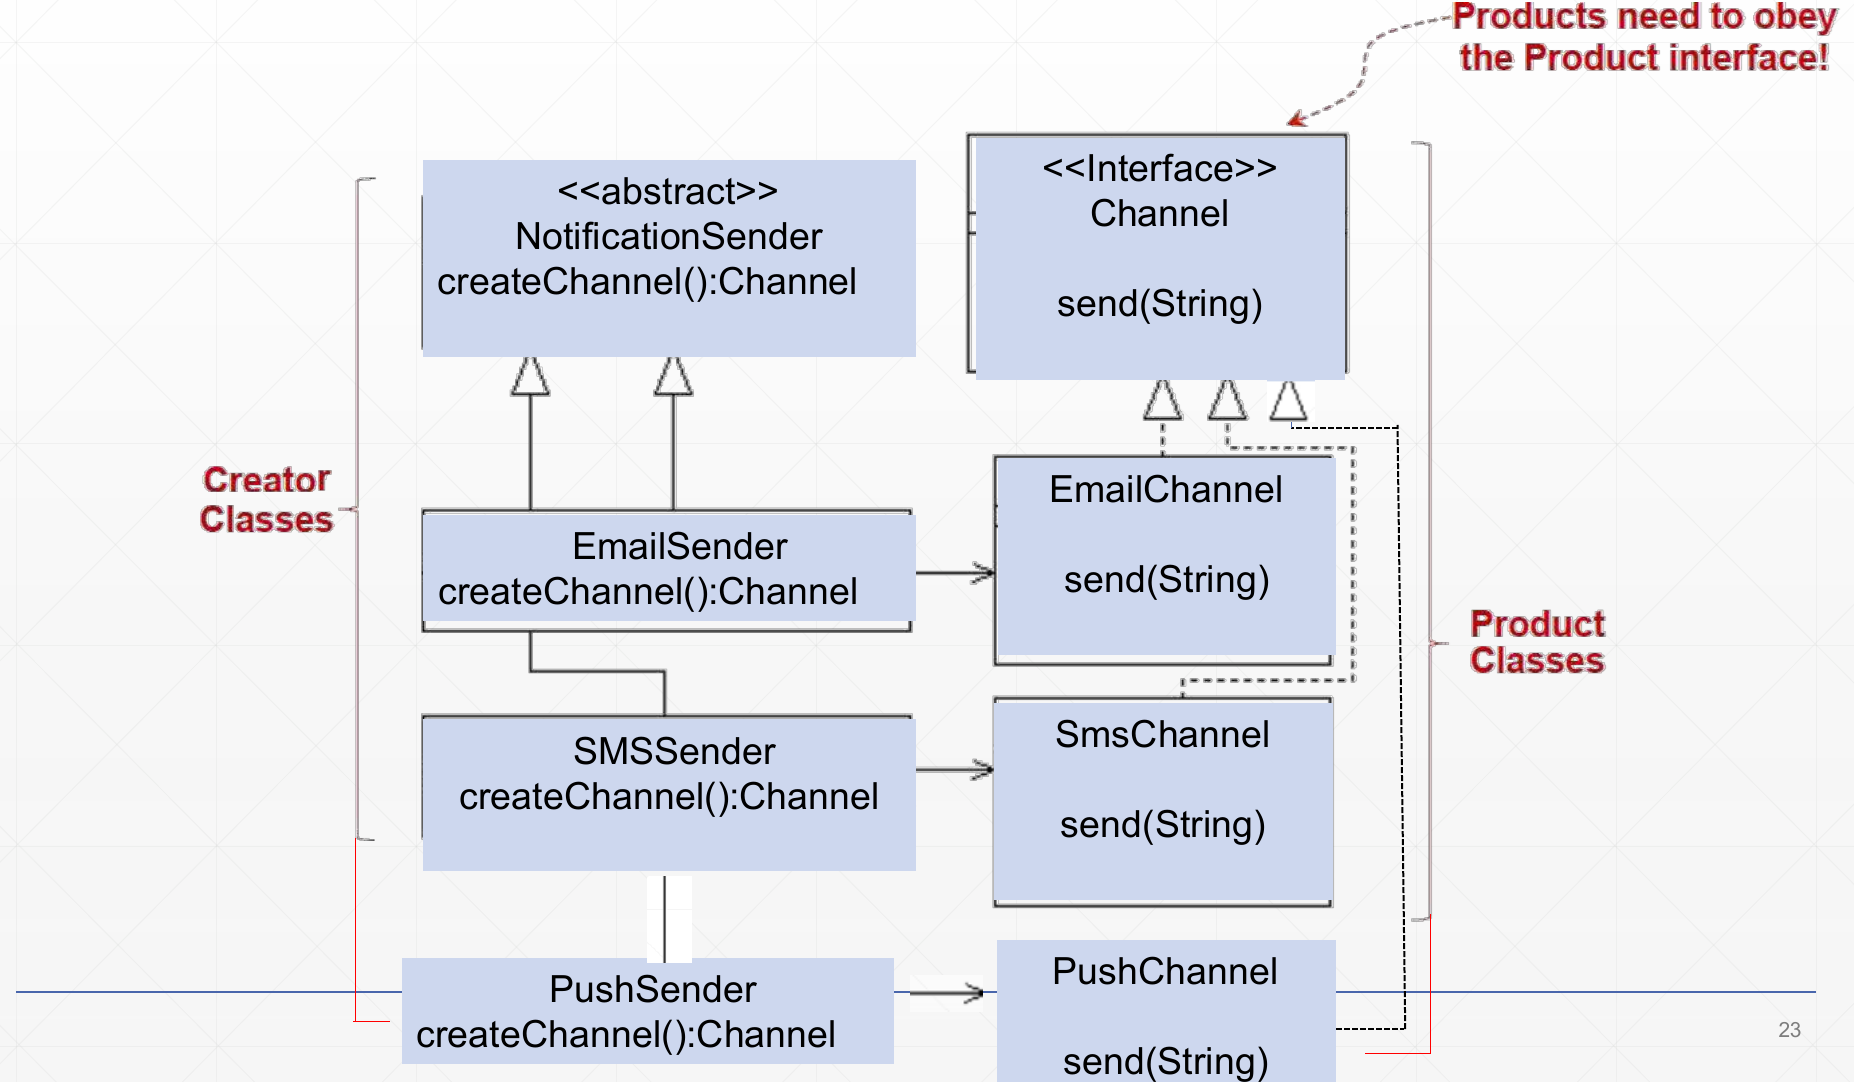 Products need to obey
the Product interface!
<<abstract>>
NotificationSender
createChannel():Channel
<<Interface>>
Channel
send(String)
Creator
Classes
EmailSender
createChannel():Channel
EmailChannel
send(String)
Product
Classes
SMSSender
createChannel():Channel
SmsChannel
send(String)
PushSender
createChannel():Channel
PushChannel
send(String)
23